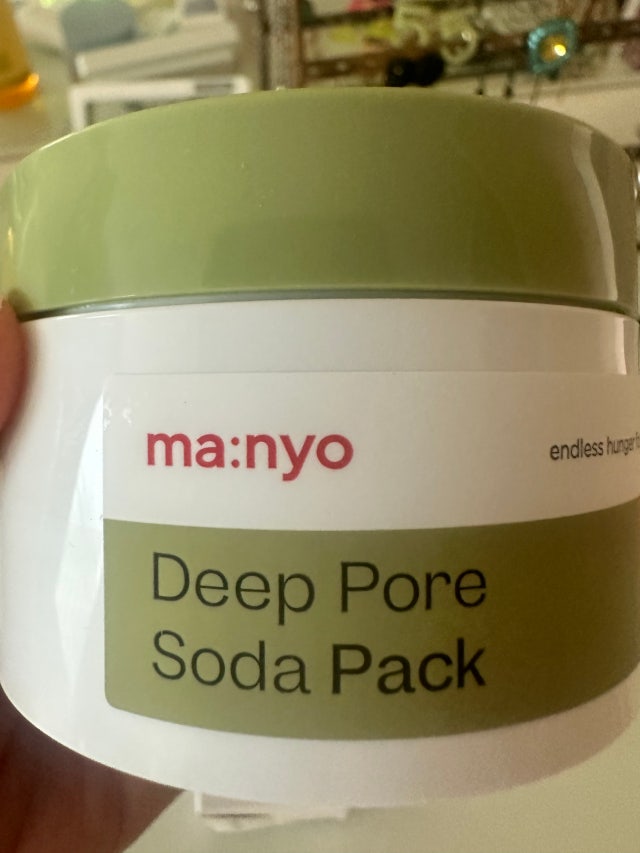 ma:nyo
endless hunger
Deep Pore
Soda Pack